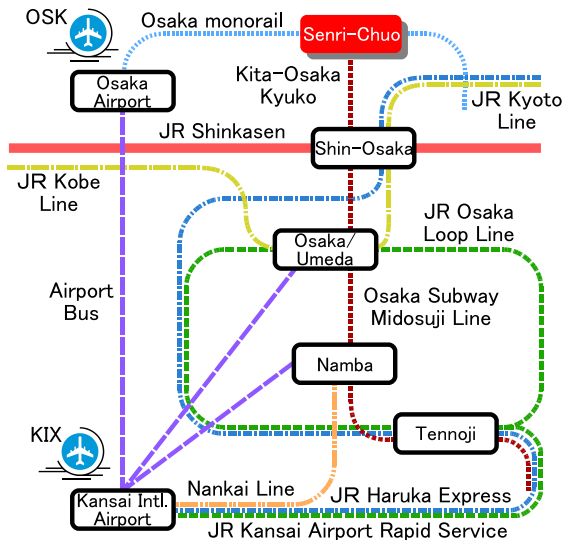 OSK
Osaka monorail
Senri-Chuo
Osaka
Airport
Kita-Osaka
Kyuko
JR Kyoto
Line
JR Shinkasen
Shin-Osaka
JR Kobe
Line
JR Osaka
Loop Line
Osaka/
Umeda
Airport
Bus
Osaka Subway
Midosuji Line
Namba
KIX
Tennoji
Kansai Intl.
Airport
Nankai Line
JR Haruka Express
JR Kansai Airport Rapid Service